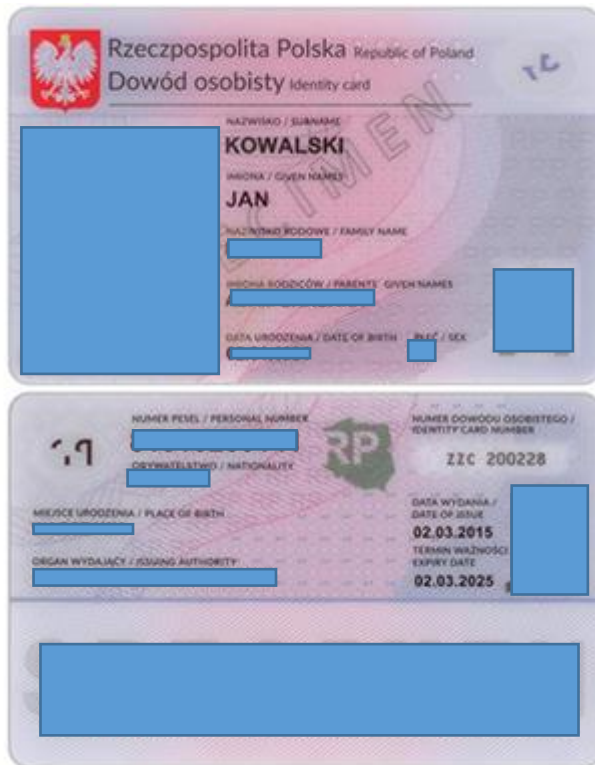 Rzeczpospolita Polska Republic of Poland
Dowód osobisty Identity card
SPECIMEN
NAZWISKO / SURNAME
KOWALSKI
IMIONA / GIVEN NAMES
JAN
NAZWISKO RODOWE / FAMILY NAME
IMIONA RODZICÓW / PARENTS' GIVEN NAMES
DATA URODZENIA / DATE OF BIRTH PŁEĆ / SEX
NUMER PESEL / PERSONAL NUMBER
OBYWATELSTWO / NATIONALITY
RP
NUMER DOWODU OSOBISTEGO /
IDENTITY CARD NUMBER
ZZC 200228
MIEJSCE URODZENIA / PLACE OF BIRTH
ORGAN WYDAJĄCY / ISSUING AUTHORITY
DATA WYDANIA /
DATE OF ISSUE
02.03.2015
TERMIN WAŻNOŚCI
EXPIRY DATE
02.03.2025